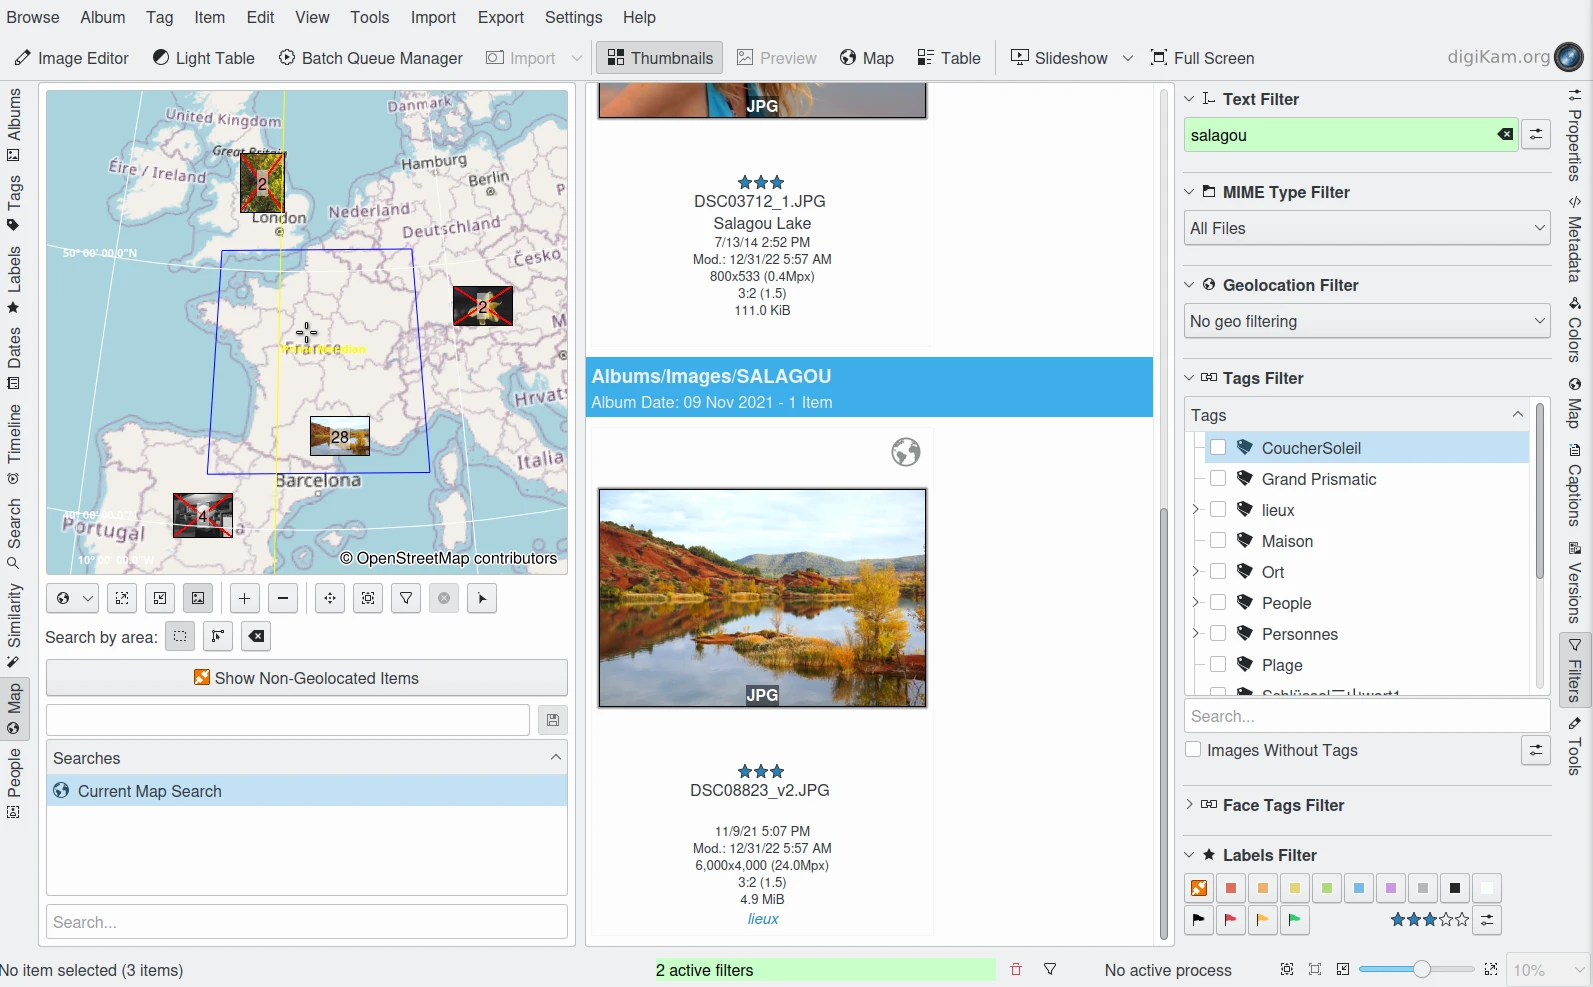 Browse Album Tag Item Edit View Tools Import Export Settings Help
Image Editor Light Table Batch Queue Manager Import Thumbnails Preview Map Table Slideshow Full Screen digiKam.org
Albums
Tags
Labels
Dates
Timeline
Search
Similarity
Map
People
United Kingdom
Danmark
Great Britain
Éire / Ireland
Hamburg
Berlin
2
London
Nederland
Deutschland
50° 00' 00.0"N
Česko
2
France
Hrvats
28
Italia
Barcelona
40° 00' 00.0"N
4
Portugal
10° 00' 00.0"W
© OpenStreetMap contributors
Search by area:
Show Non-Geolocated Items
Searches
Current Map Search
Search...
JPG
DSC03712_1.JPG
Salagou Lake
7/13/14 2:52 PM
Mod.: 12/31/22 5:57 AM
800x533 (0.4Mpx)
3:2 (1.5)
111.0 KiB
Albums/Images/SALAGOU
Album Date: 09 Nov 2021 - 1 Item
JPG
DSC08823_v2.JPG
11/9/21 5:07 PM
Mod.: 12/31/22 5:57 AM
6,000x4,000 (24.0Mpx)
3:2 (1.5)
4.9 MiB
lieux
Text Filter
salagou
MIME Type Filter
All Files
Geolocation Filter
No geo filtering
Tags Filter
Tags
CoucherSoleil
Grand Prismatic
lieux
Maison
Ort
People
Personnes
Plage
Search...
Images Without Tags
Face Tags Filter
Labels Filter
Properties
Metadata
Colors
Map
Captions
Versions
Filters
Tools
No item selected (3 items) 2 active filters No active process 10%